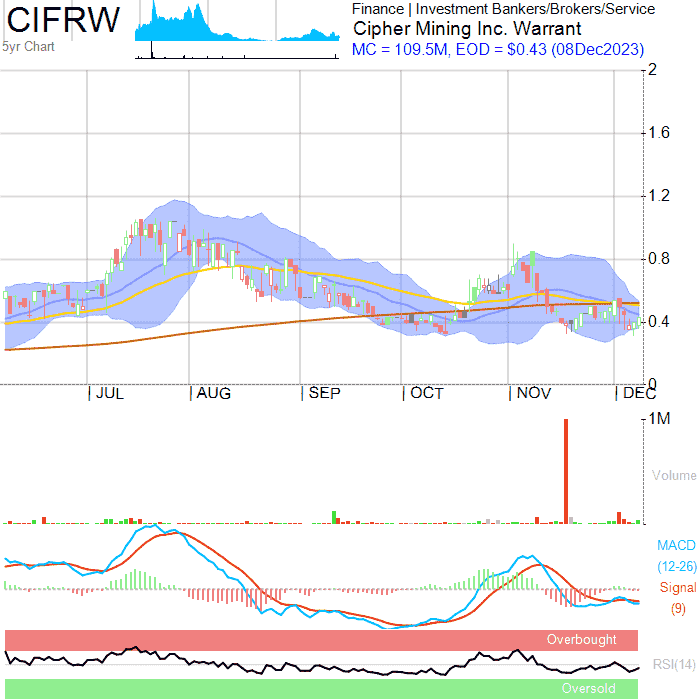 CIFRW
5yr Chart
Finance | Investment Bankers/Brokers/Service
Cipher Mining Inc. Warrant
MC = 109.5M, EOD = $0.43 (08Dec2023)
2
1.6
1.2
0.8
0.4
0
JUL AUG SEP OCT NOV DEC
1M
Volume
MACD
(12-26)
Signal
(9)
Overbought
RSI(14)
Oversold